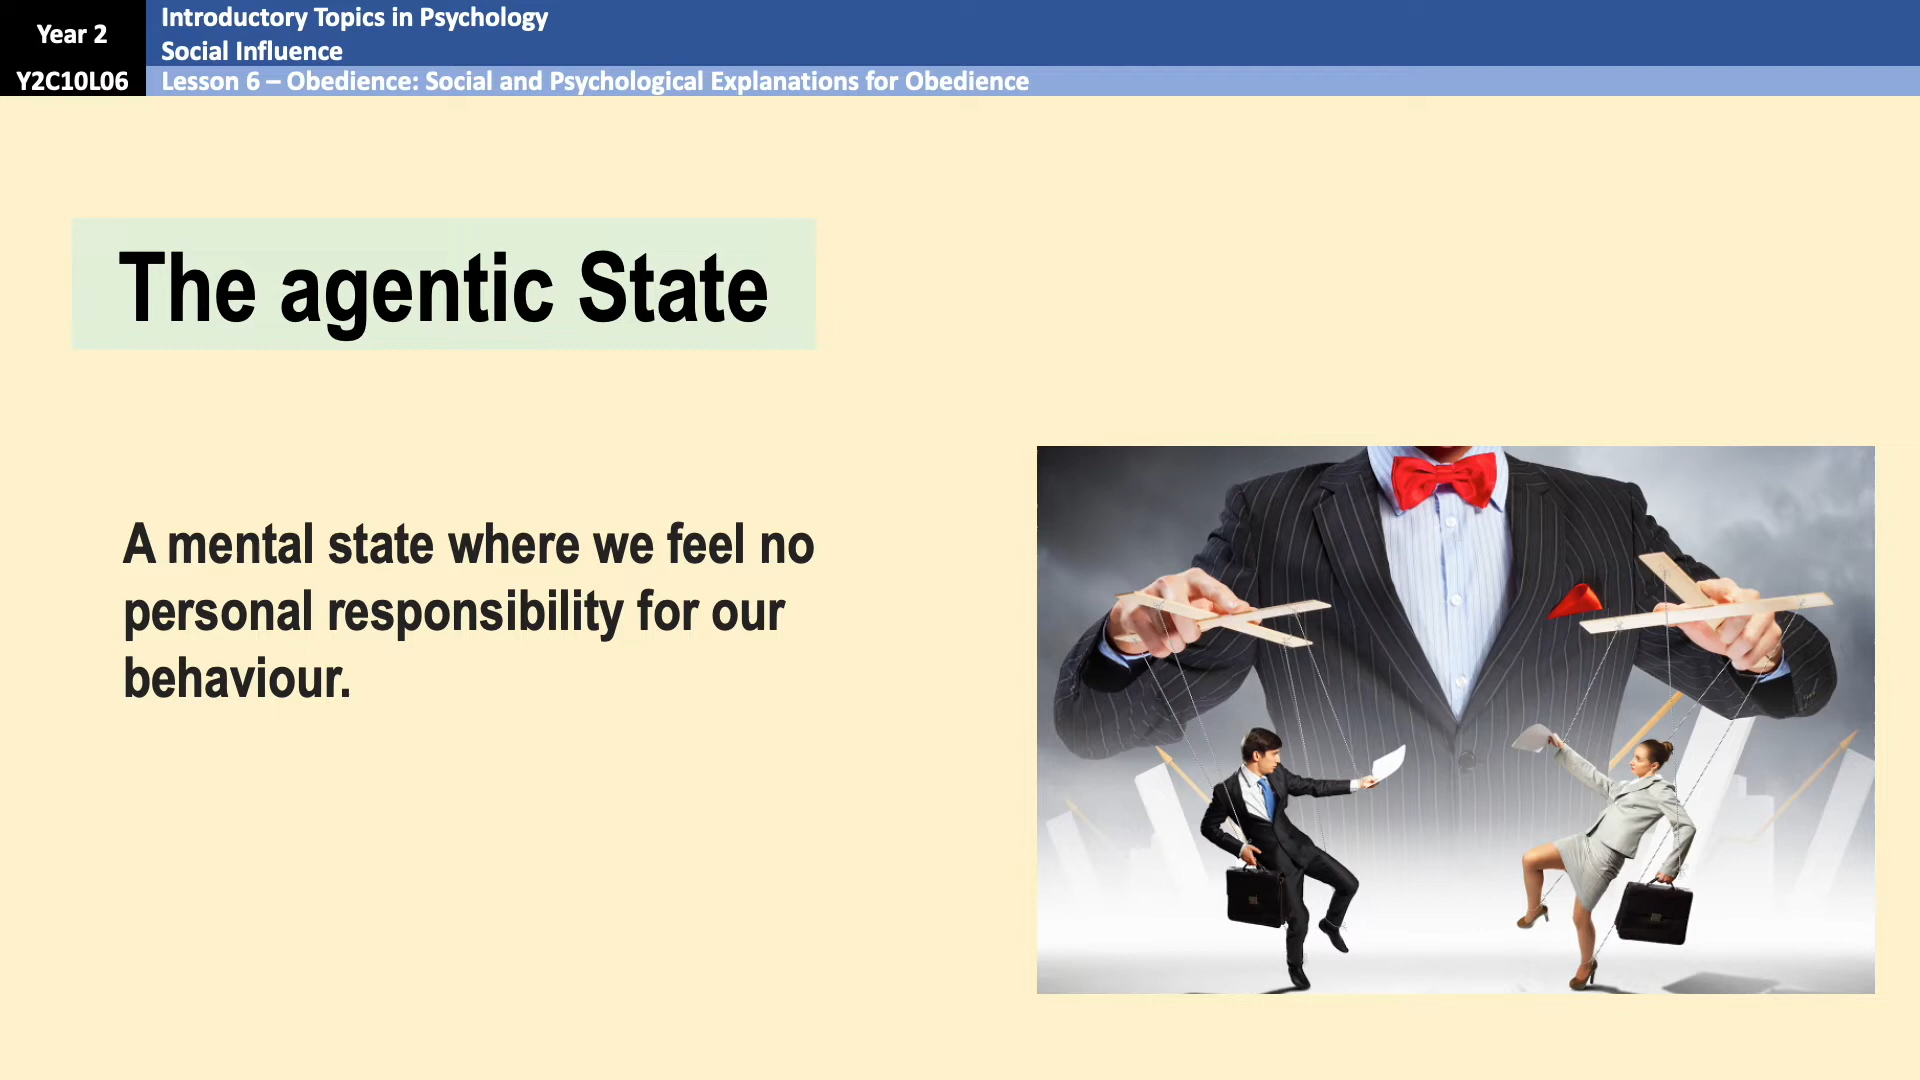 Year 2
Y2C10L06
Introductory Topics in Psychology
Social Influence
Lesson 6 – Obedience: Social and Psychological Explanations for Obedience
The agentic State
A mental state where we feel no
personal responsibility for our
behaviour.